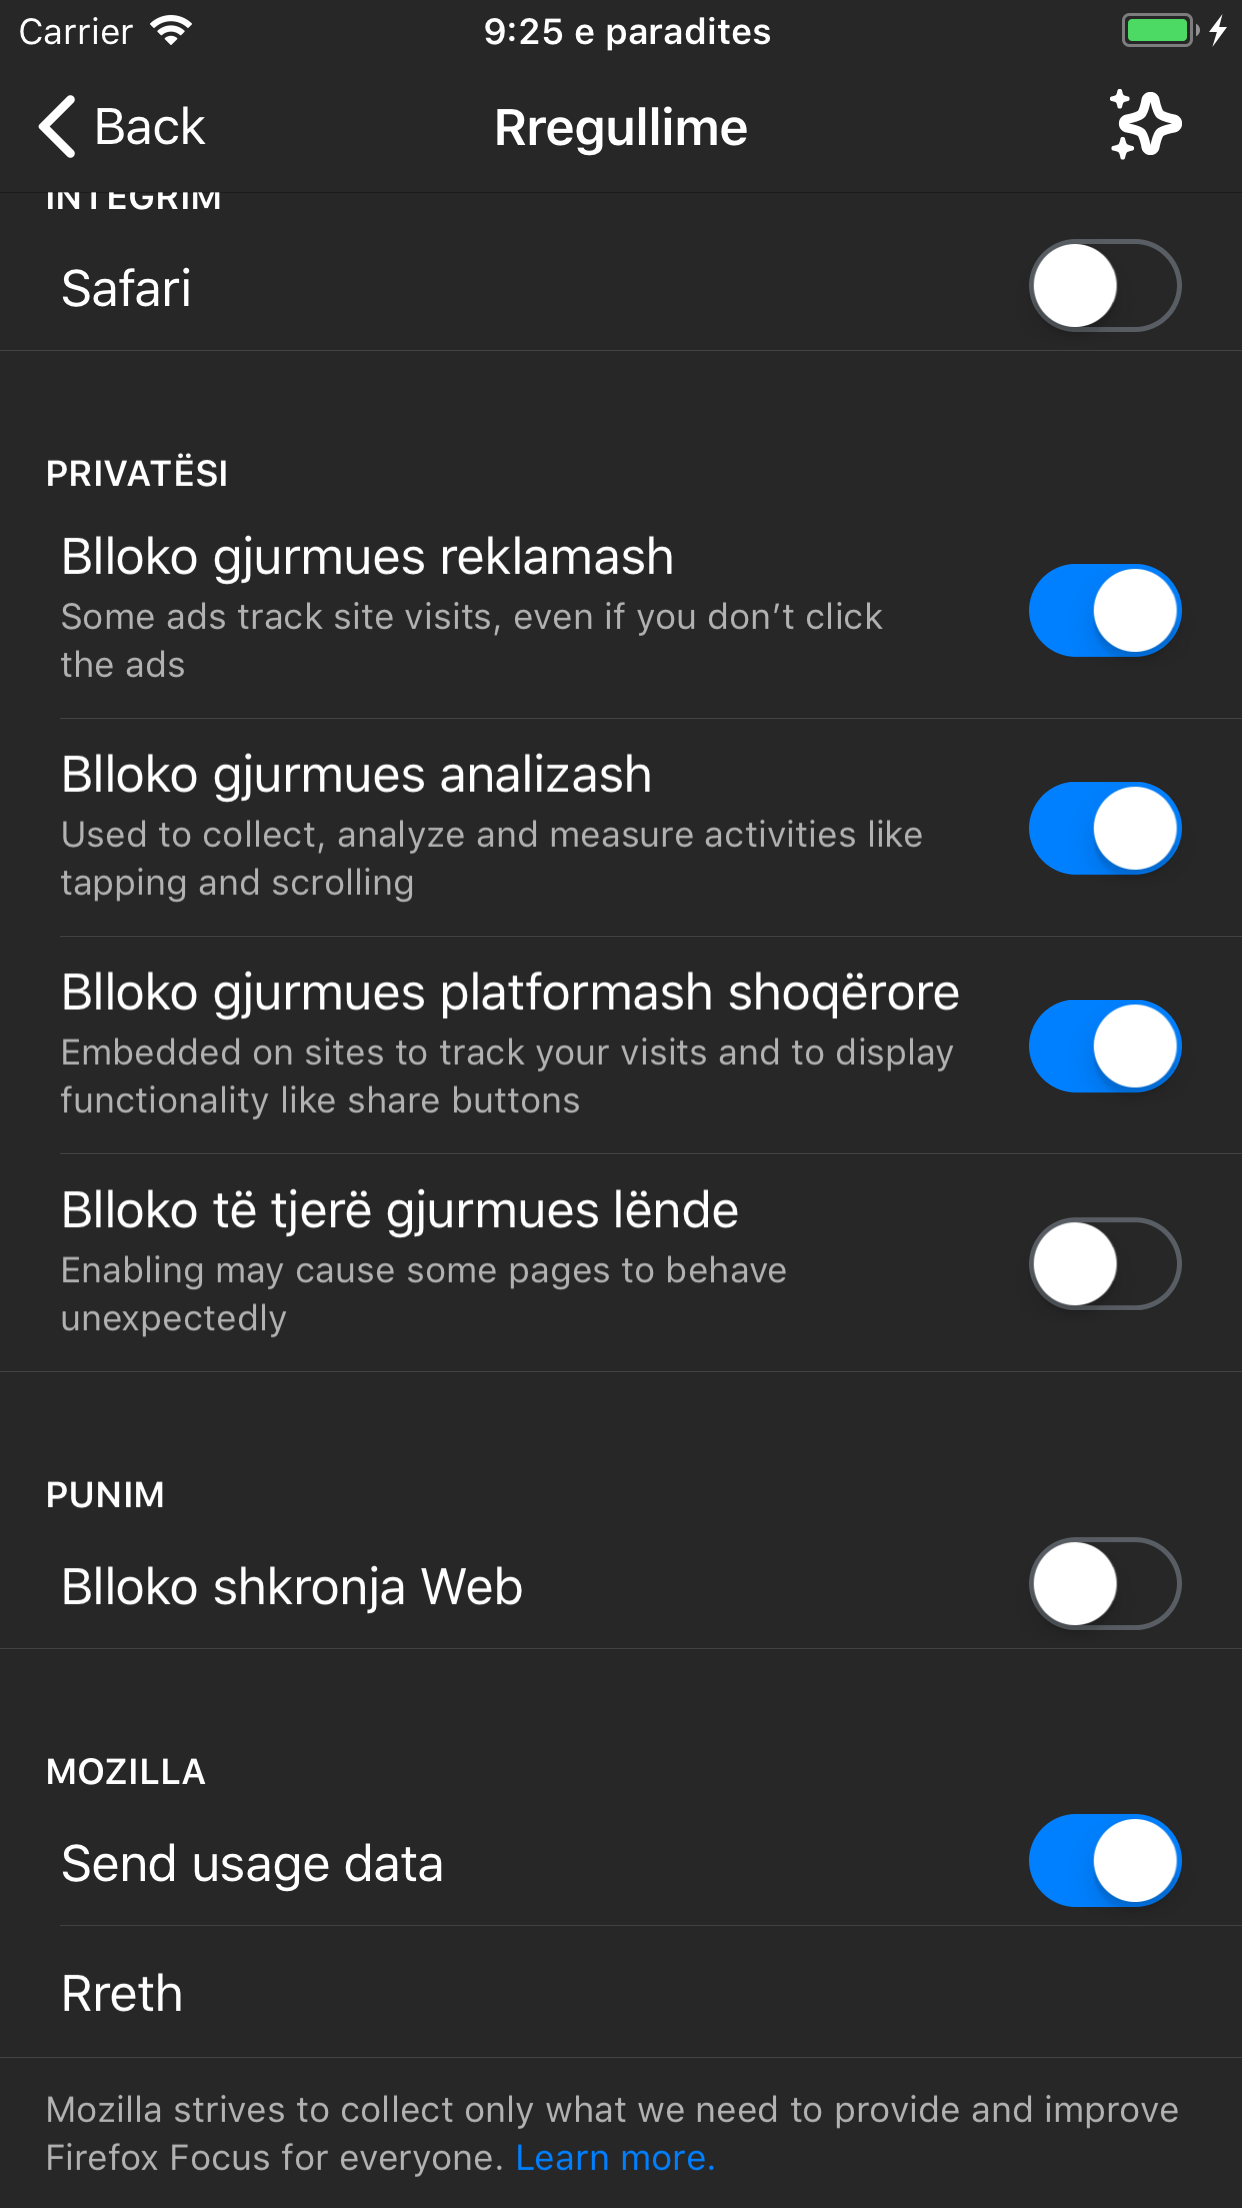 Carrier
9:25 e paradites
Back
Rregullime
INTEGRIM
Safari
PRIVATËSI
Blloko gjurmues reklamash
Some ads track site visits, even if you don’t click
the ads
Blloko gjurmues analizash
Used to collect, analyze and measure activities like
tapping and scrolling
Blloko gjurmues platformash shoqërore
Embedded on sites to track your visits and to display
functionality like share buttons
Blloko të tjerë gjurmues lënde
Enabling may cause some pages to behave
unexpectedly
PUNIM
Blloko shkronja Web
MOZILLA
Send usage data
Rreth
Mozilla strives to collect only what we need to provide and improve
Firefox Focus for everyone. Learn more.